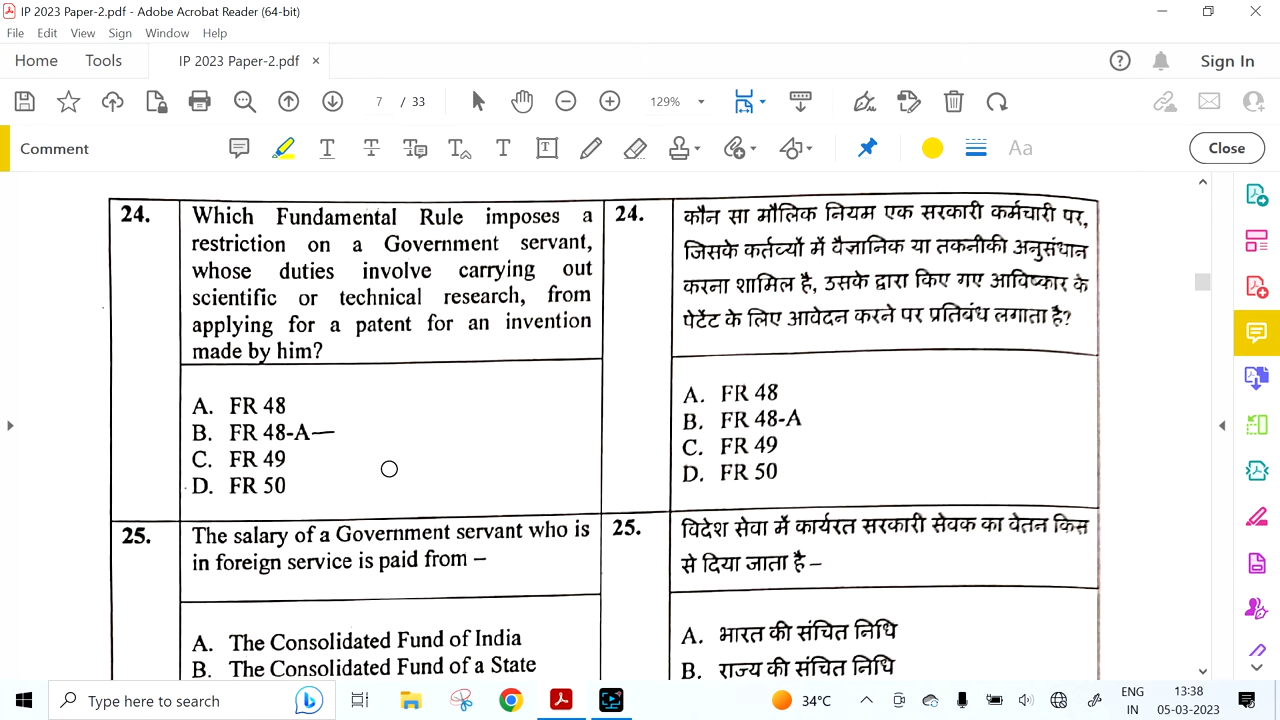 IP 2023 Paper-2.pdf - Adobe Acrobat Reader (64-bit)
File Edit View Sign Window Help
Home Tools IP 2023 Paper-2.pdf × Sign In
7 / 33 129%
Comment Aa Close
24. Which Fundamental Rule imposes a
restriction on a Government servant,
whose duties involve carrying out
scientific or technical research, from
applying for a patent for an invention
made by him?
A. FR 48
B. FR 48-A
C. FR 49
D. FR 50
24. कौन सा मौलिक नियम एक सरकारी कर्मचारी पर,
जिसके कर्तव्यों में वैज्ञानिक या तकनीकी अनुसंधान
करना शामिल है, उसके द्वारा किए गए आविष्कार के
पेटेंट के लिए आवेदन करने पर प्रतिबंध लगाता है?
A. FR 48
B. FR 48-A
C. FR 49
D. FR 50
25. The salary of a Government servant who is
in foreign service is paid from –
A. The Consolidated Fund of India
B. The Consolidated Fund of a State
25. विदेश सेवा में कार्यरत सरकारी सेवक का वेतन किस
से दिया जाता है –
A. भारत की संचित निधि
B. राज्य की संचित निधि
Type here to search
34°C
ENG
IN
13:38
05-03-2023